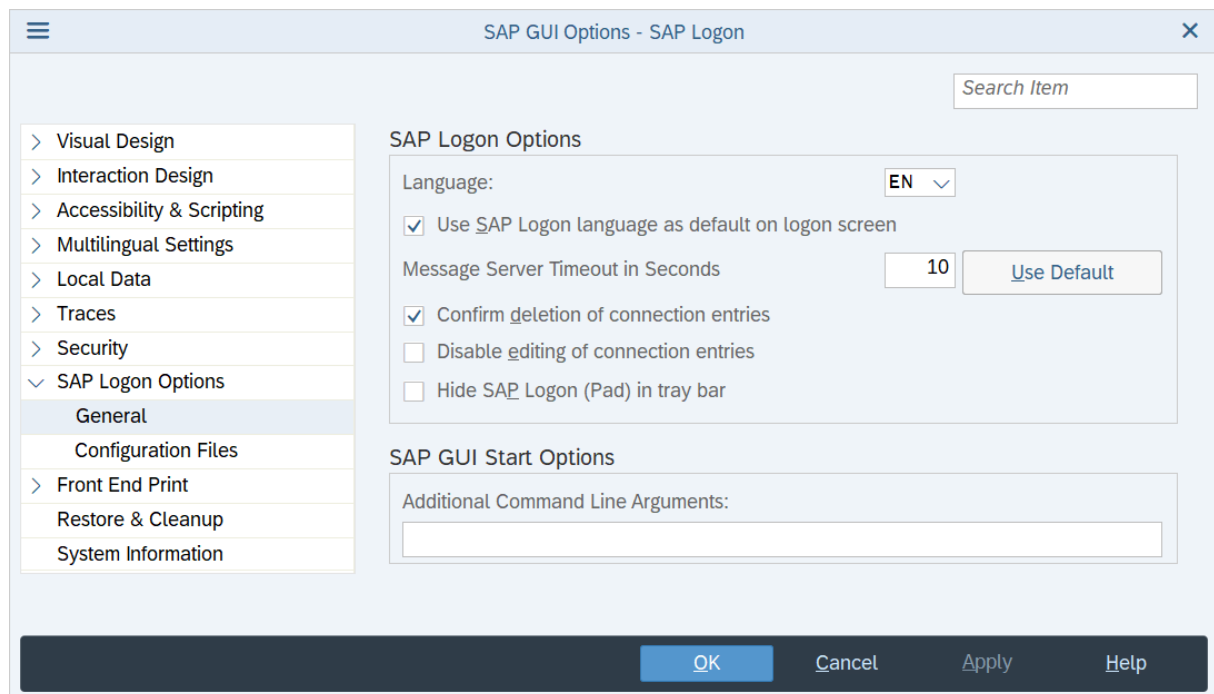 SAP GUI Options - SAP Logon
Search Item
Visual Design
Interaction Design
Accessibility & Scripting
Multilingual Settings
Local Data
Traces
Security
SAP Logon Options
General
Configuration Files
Front End Print
Restore & Cleanup
System Information
SAP Logon Options
Language: EN
Use SAP Logon language as default on logon screen
Message Server Timeout in Seconds 10 Use Default
Confirm deletion of connection entries
Disable editing of connection entries
Hide SAP Logon (Pad) in tray bar
SAP GUI Start Options
Additional Command Line Arguments:
OK Cancel Apply Help